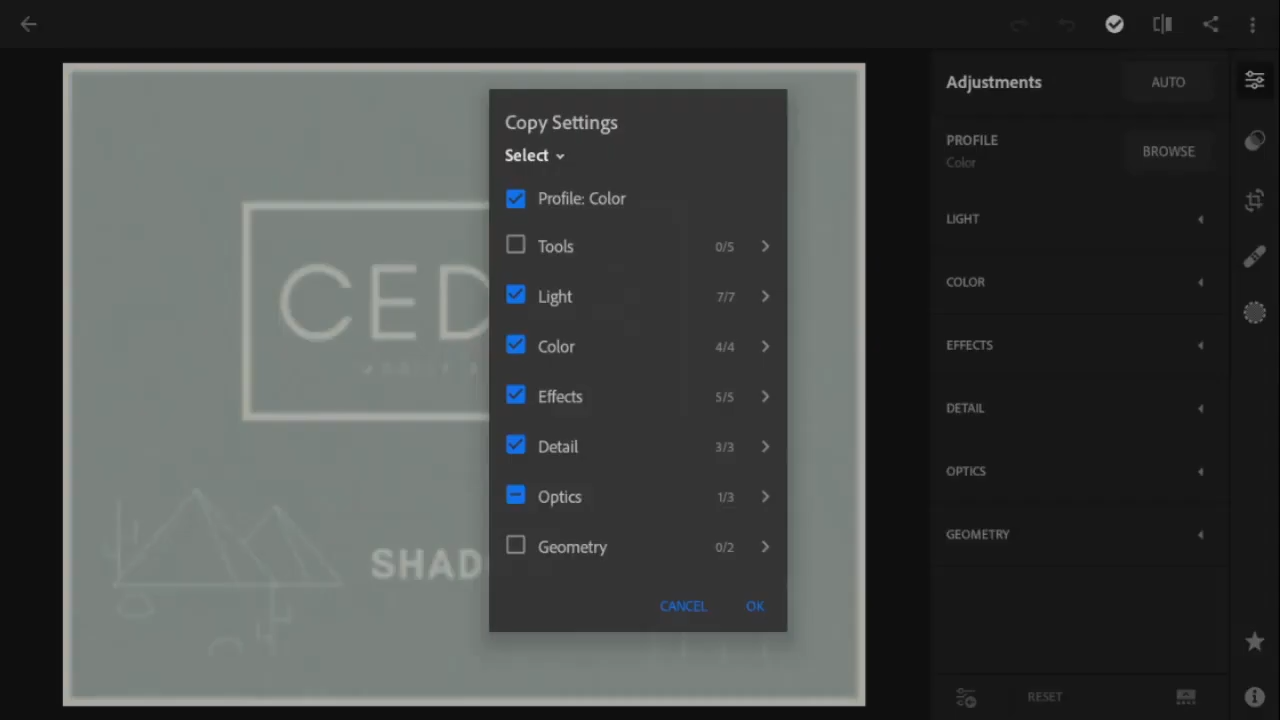 Adjustments
AUTO
PROFILE
Color
BROWSE
LIGHT
COLOR
EFFECTS
DETAIL
OPTICS
GEOMETRY
RESET
Copy Settings
Select
Profile: Color
Tools 0/5
Light 7/7
Color 4/4
Effects 5/5
Detail 3/3
Optics 1/3
Geometry 0/2
CANCEL OK
CED
SHAD